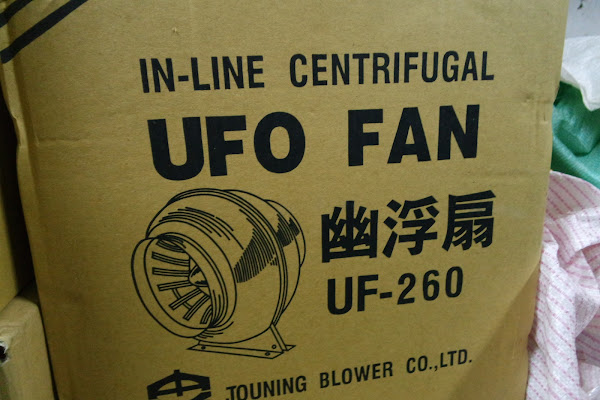 IN-LINE CENTRIFUGAL
UFO FAN
幽浮扇
UF-260
TOUNING BLOWER CO.,LTD.